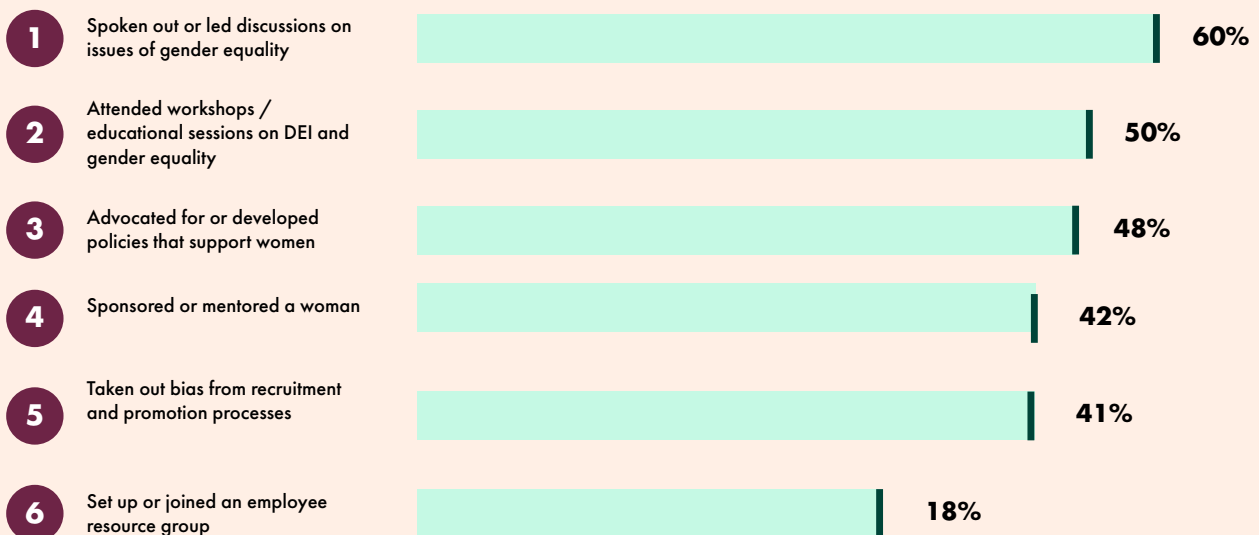 1
Spoken out or led discussions on
issues of gender equality
60%
2
Attended workshops /
educational sessions on DEI and
gender equality
50%
3
Advocated for or developed
policies that support women
48%
4
Sponsored or mentored a woman
42%
5
Taken out bias from recruitment
and promotion processes
41%
6
Set up or joined an employee
resource group
18%